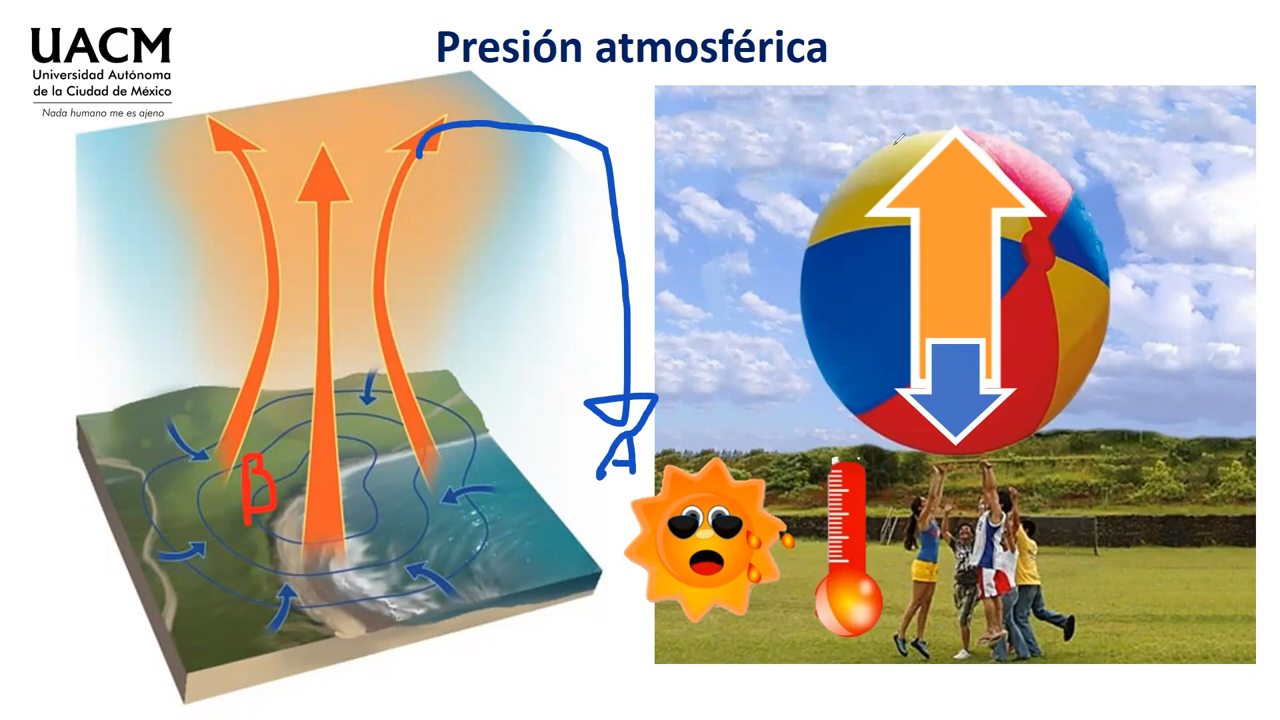 UACM
Universidad Autónoma
de la Ciudad de México
Nada humano me es ajeno
Presión atmosférica
B
A